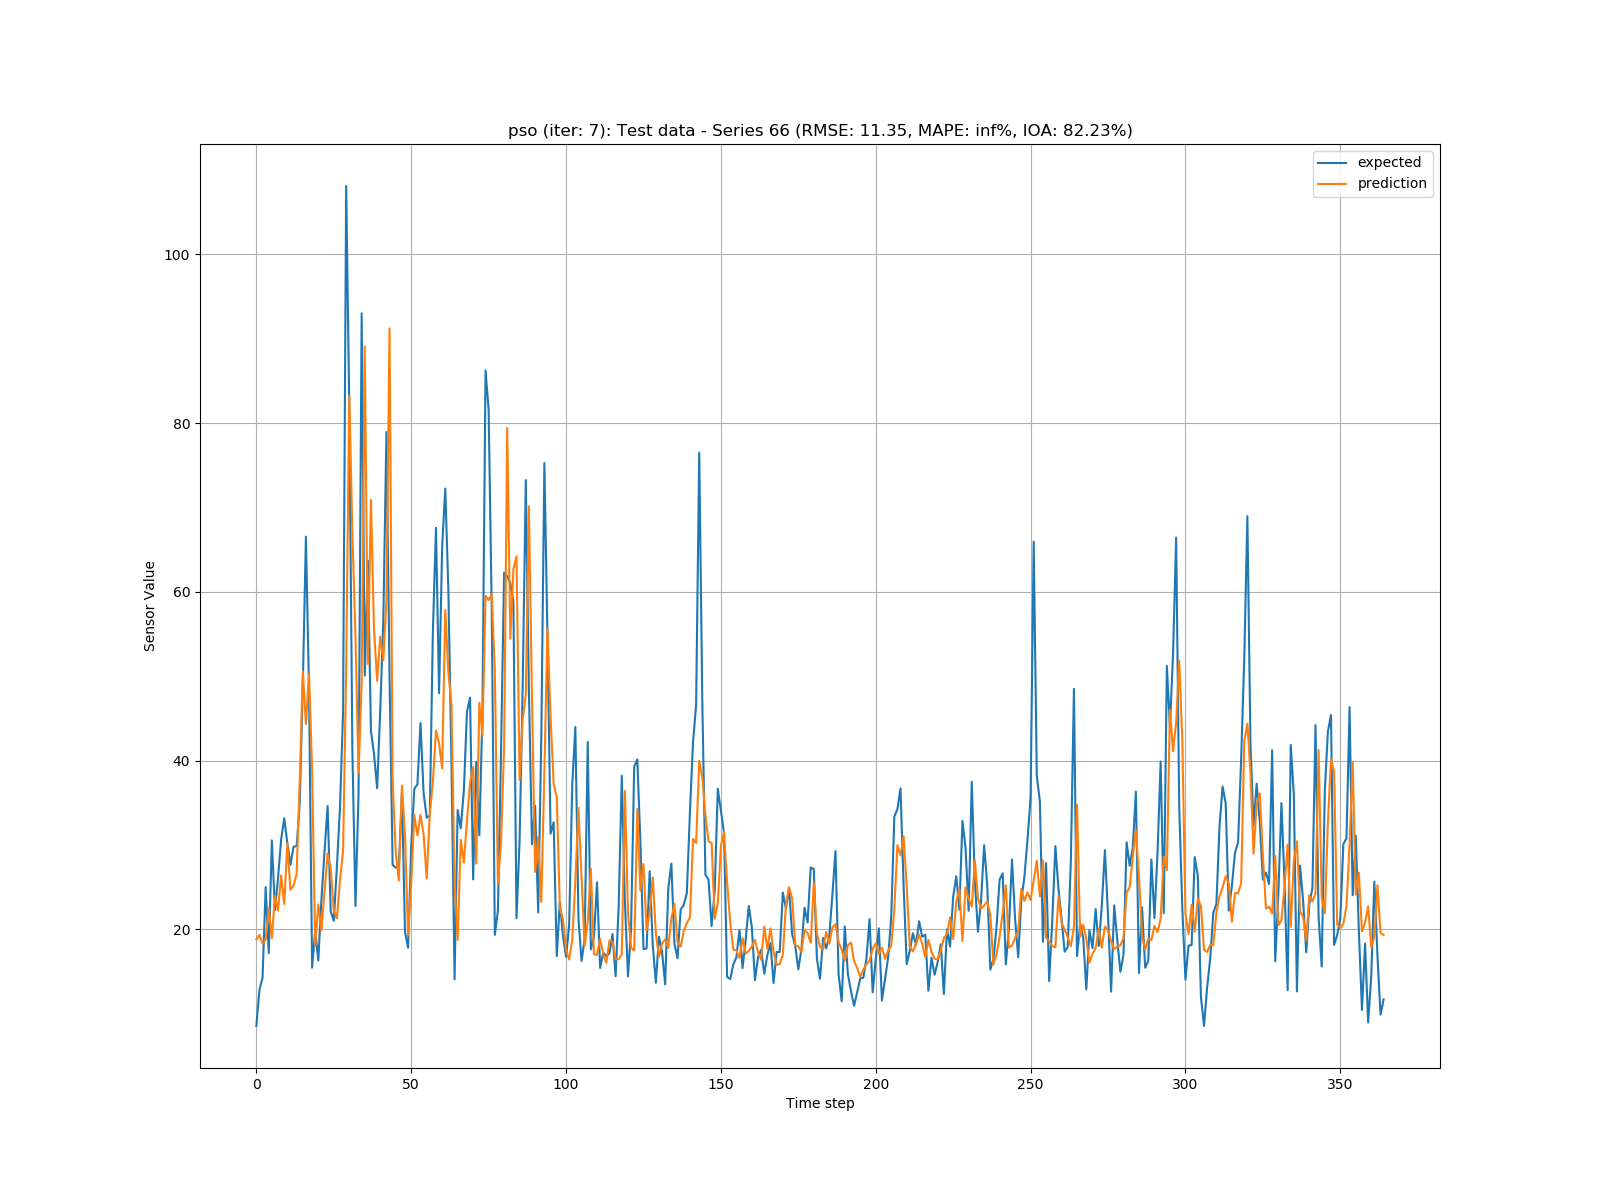 pso (iter: 7): Test data - Series 66 (RMSE: 11.35, MAPE: inf%, IOA: 82.23%)
expected
prediction
100
80
60
40
20
Sensor Value
0 50 100 150 200 250 300 350
Time step